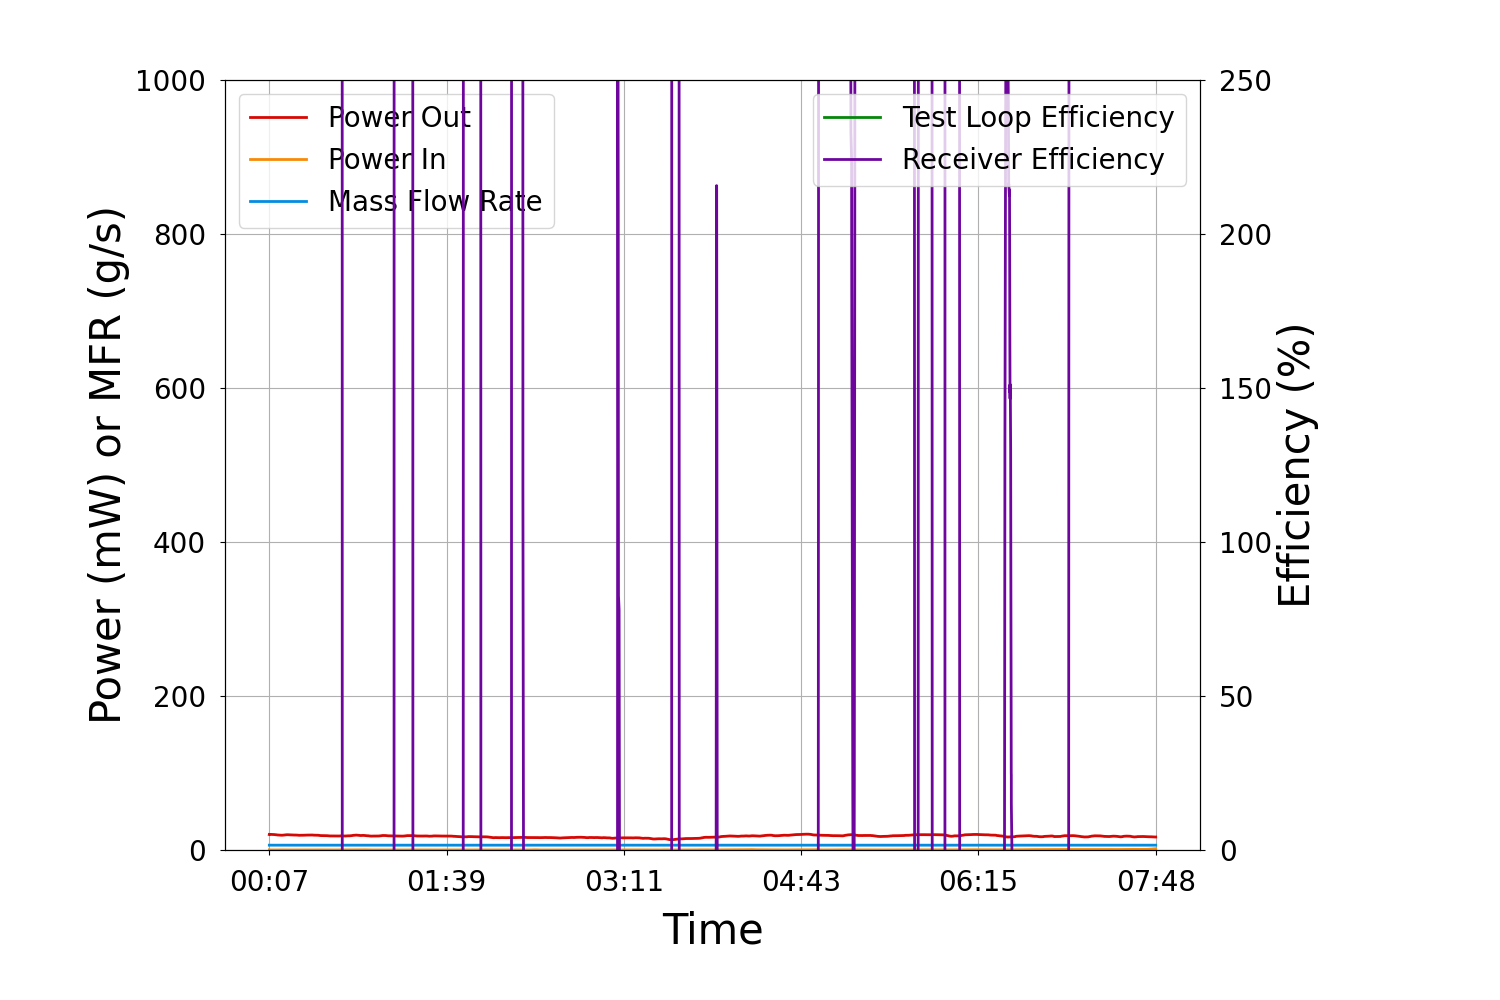 1000
800
600
400
200
0
Power (mW) or MFR (g/s)
Power Out
Power In
Mass Flow Rate
Test Loop Efficiency
Receiver Efficiency
250
200
150
100
50
0
Efficiency (%)
00:07 01:39 03:11 04:43 06:15 07:48
Time